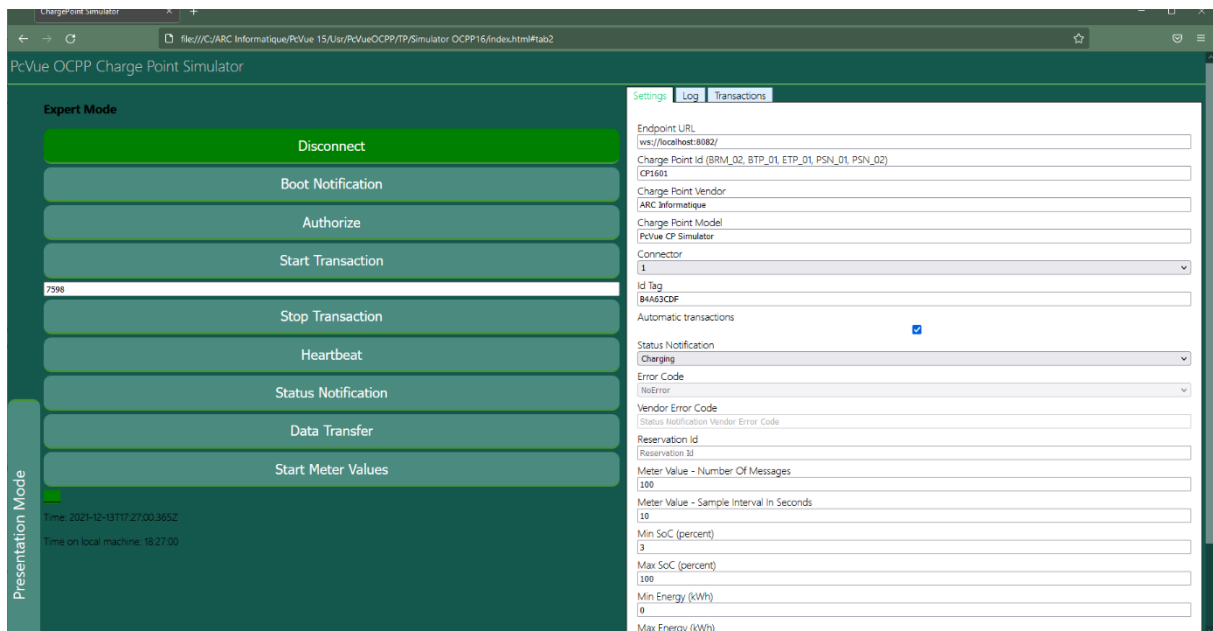 ChargePoint Simulator
file:///C:/ARC Informatique/PcVue 15/Usr/PcVueOCPP/TP/Simulator OCPP16/index.html#tab2
PcVue OCPP Charge Point Simulator
Expert Mode
Disconnect
Boot Notification
Authorize
Start Transaction
7598
Stop Transaction
Heartbeat
Status Notification
Data Transfer
Start Meter Values
Time: 2021-12-13T17:27:00.365Z
Time on local machine: 18:27:00
Presentation Mode
Settings Log Transactions
Endpoint URL
ws://localhost:8082/
Charge Point Id (BRM_02, BTP_01, ETP_01, PSN_01, PSN_02)
CP1601
Charge Point Vendor
ARC Informatique
Charge Point Model
PcVue CP Simulator
Connector
1
Id Tag
B4A63CDF
Automatic transactions
Status Notification
Charging
Error Code
NoError
Vendor Error Code
Status Notification Vendor Error Code
Reservation Id
Reservation Id
Meter Value - Number Of Messages
100
Meter Value - Sample Interval In Seconds
10
Min SoC (percent)
3
Max SoC (percent)
100
Min Energy (kWh)
0
Max Energy (kWh)